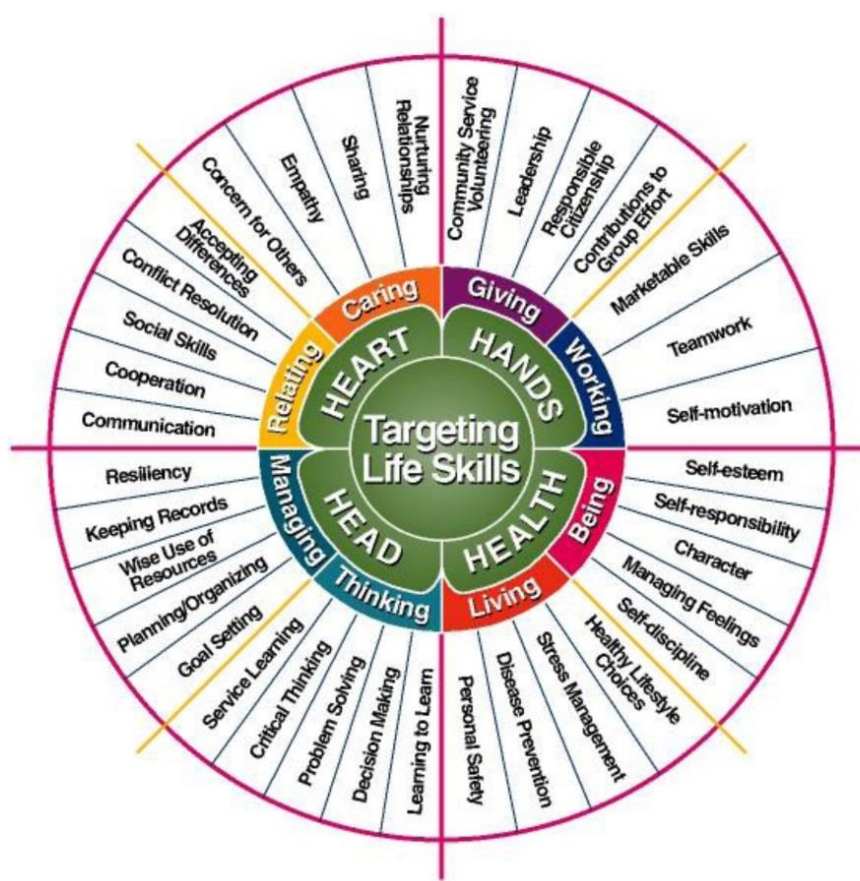 Targeting
Life Skills
HEART
HANDS
HEALTH
HEAD
Caring
Giving
Working
Being
Living
Thinking
Managing
Relating
Nurturing
Relationships
Sharing
Empathy
Concern for Others
Community Service
Volunteering
Leadership
Responsible
Citizenship
Contributions to
Group Effort
Marketable Skills
Teamwork
Self-motivation
Self-esteem
Self-responsibility
Character
Managing Feelings
Self-discipline
Healthy Lifestyle
Choices
Stress Management
Disease Prevention
Personal Safety
Learning to Learn
Decision Making
Problem Solving
Critical Thinking
Service Learning
Goal Setting
Planning/Organizing
Wise Use of
Resources
Keeping Records
Resiliency
Communication
Cooperation
Social Skills
Conflict Resolution
Accepting
Differences